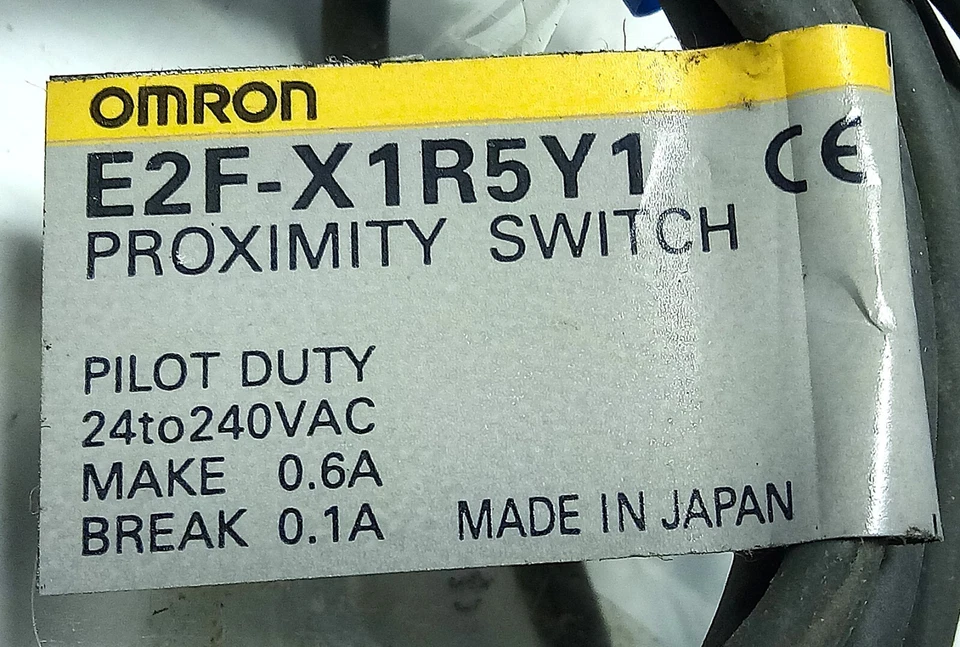 OMRON
E2F-X1R5Y1 CE
PROXIMITY SWITCH
PILOT DUTY
24to240VAC
MAKE 0.6A
BREAK 0.1A MADE IN JAPAN